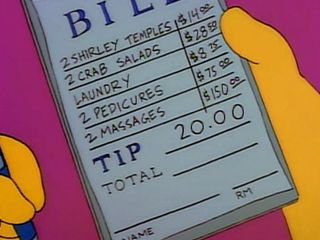 BILL
2 SHIRLEY TEMPLES $14.00
2 CRAB SALADS $28.50
LAUNDRY $8.75
2 PEDICURES $75.00
2 MASSAGES $150.00
TIP 20.00
TOTAL
NAME RM